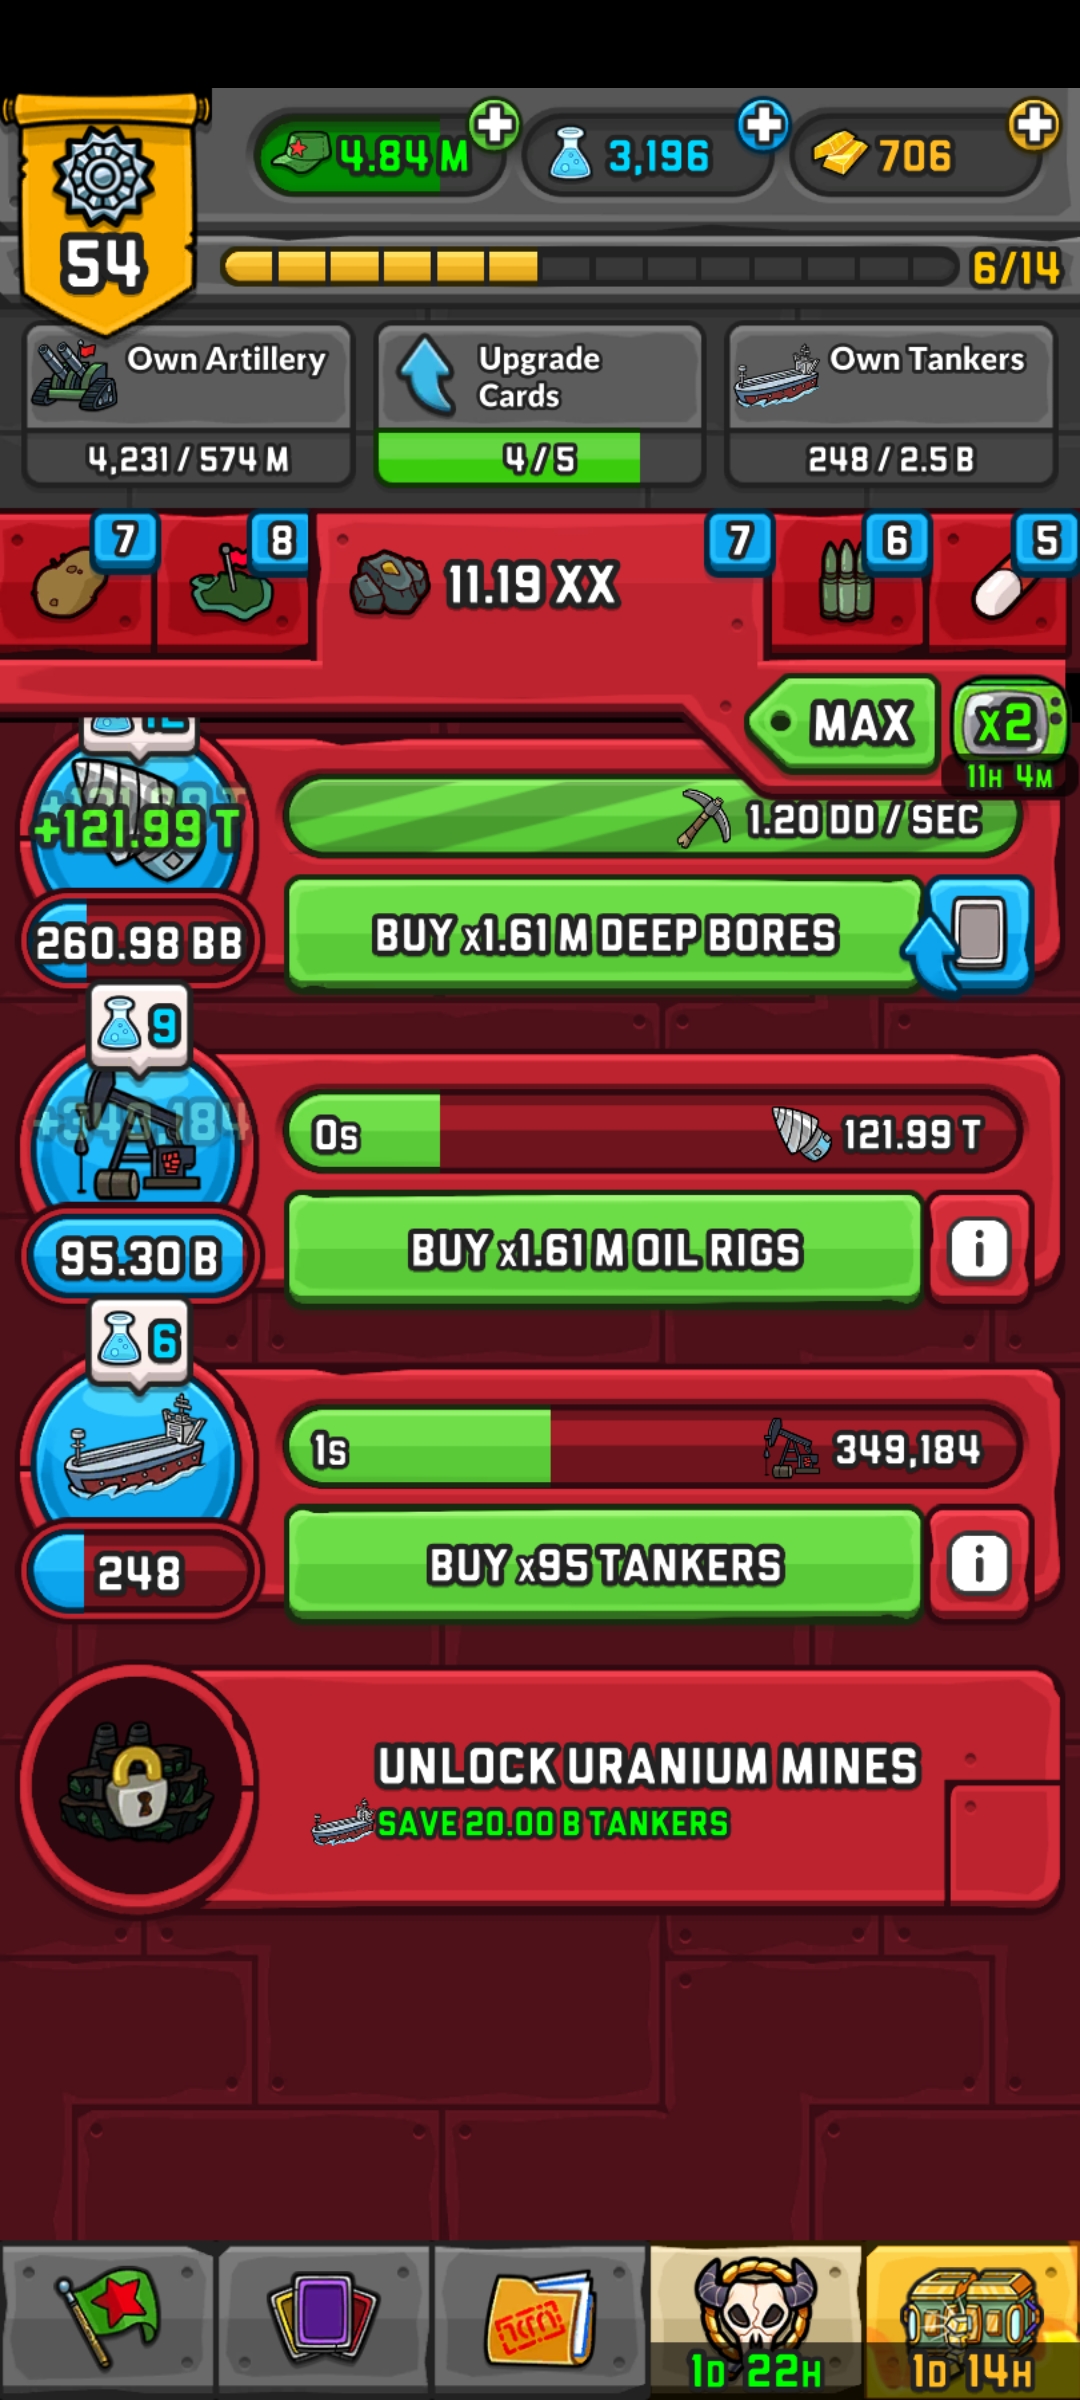 4.84 M
3,196
706
54
6/14
Own Artillery
4,231 / 574 M
Upgrade
Cards
4 / 5
Own Tankers
248 / 2.5 B
7
8
11.19 XX
7
6
5
MAX
x2
11H 4M
12
+121.99 T
1.20 DD / SEC
260.98 BB
BUY x1.61 M DEEP BORES
9
+349,184
0s
121.99 T
95.30 B
BUY x1.61 M OIL RIGS
i
6
1s
349,184
248
BUY x95 TANKERS
i
UNLOCK URANIUM MINES
SAVE 20.00 B TANKERS
1D 22H
1D 14H